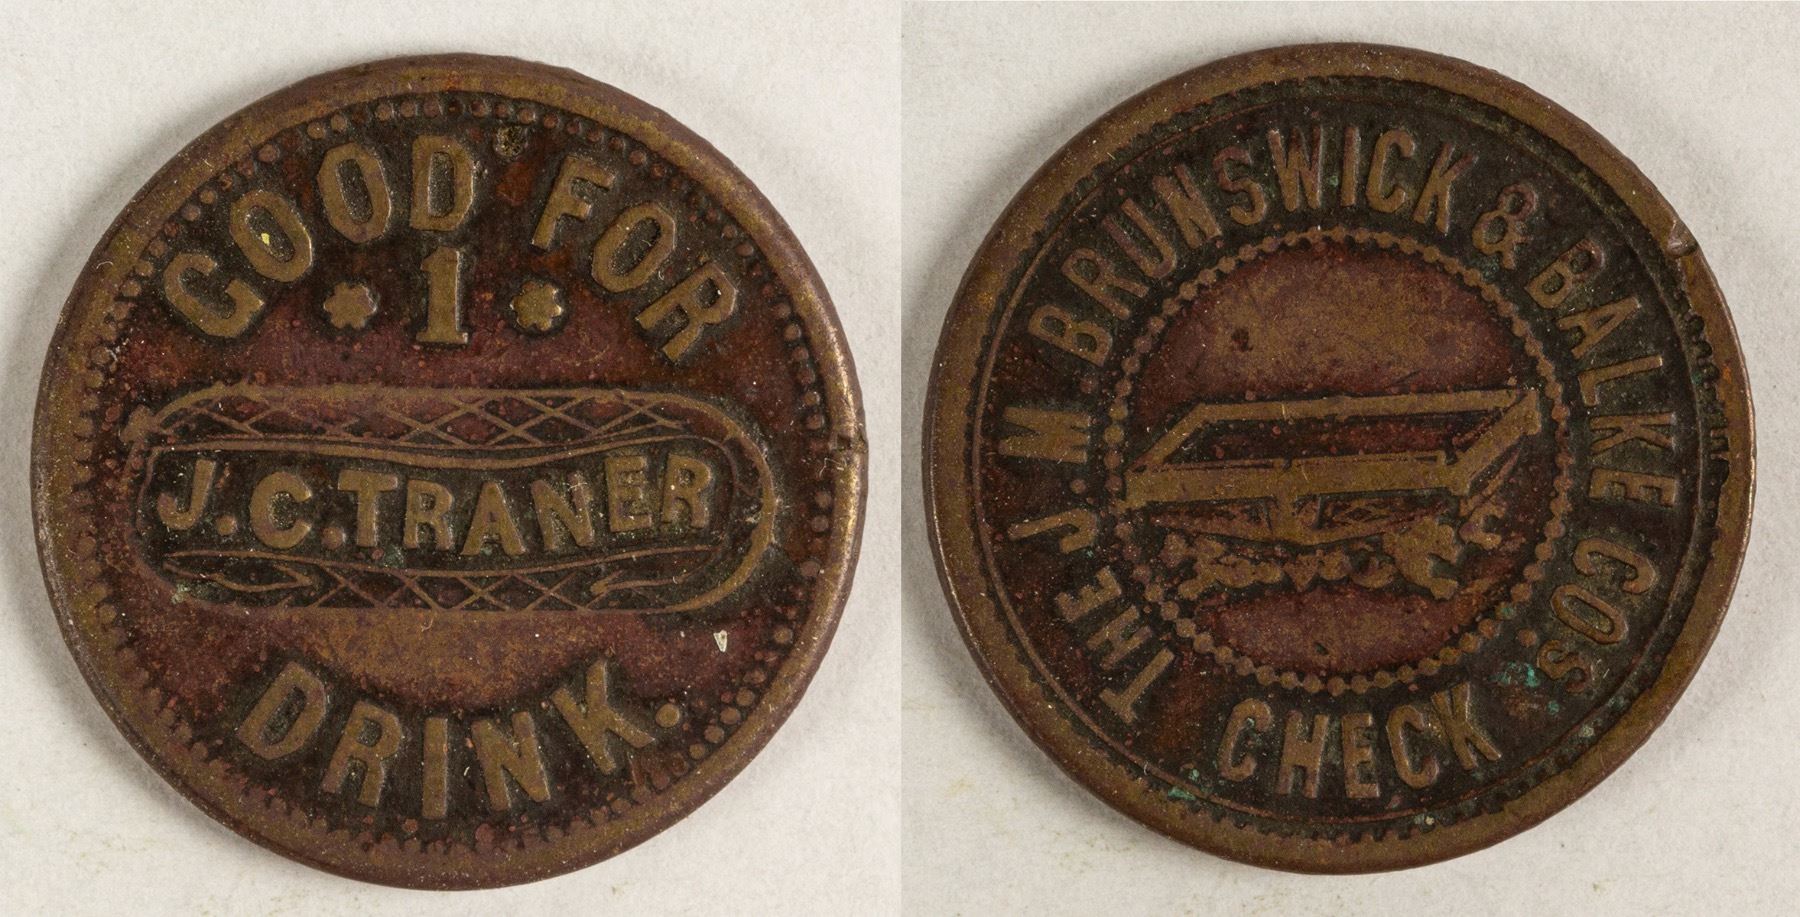 GOOD FOR
1
J.C.TRANER
DRINK.
THE J.M.BRUNSWICK & BALKE COS
CHECK